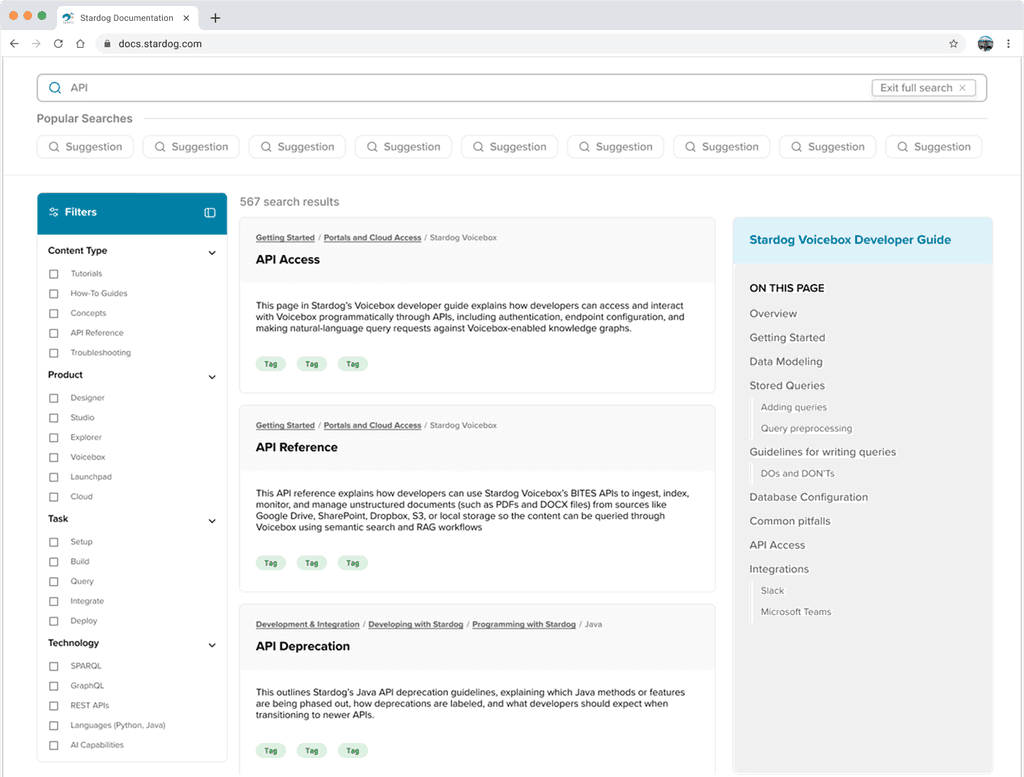 Stardog Documentation
docs.stardog.com
API
Exit full search
Popular Searches
Suggestion Suggestion Suggestion Suggestion Suggestion Suggestion Suggestion Suggestion Suggestion
Filters
Content Type
Tutorials
How-To Guides
Concepts
API Reference
Troubleshooting
Product
Designer
Studio
Explorer
Voicebox
Launchpad
Cloud
Task
Setup
Build
Query
Integrate
Deploy
Technology
SPARQL
GraphQL
REST APIs
Languages (Python, Java)
AI Capabilities
567 search results
Getting Started / Portals and Cloud Access / Stardog Voicebox
API Access
This page in Stardog's Voicebox developer guide explains how developers can access and interact
with Voicebox programmatically through APIs, including authentication, endpoint configuration, and
making natural-language query requests against Voicebox-enabled knowledge graphs.
Tag Tag Tag
Getting Started / Portals and Cloud Access / Stardog Voicebox
API Reference
This API reference explains how developers can use Stardog Voicebox's BITES APIs to ingest, index,
monitor, and manage unstructured documents (such as PDFs and DOCX files) from sources like
Google Drive, SharePoint, Dropbox, S3, or local storage so the content can be queried through
Voicebox using semantic search and RAG workflows
Tag Tag Tag
Development & Integration / Developing with Stardog / Programming with Stardog / Java
API Deprecation
This outlines Stardog's Java API deprecation guidelines, explaining which Java methods or features
are being phased out, how deprecations are labeled, and what developers should expect when
transitioning to newer APIs.
Tag Tag Tag
Stardog Voicebox Developer Guide
ON THIS PAGE
Overview
Getting Started
Data Modeling
Stored Queries
Adding queries
Query preprocessing
Guidelines for writing queries
DOs and DON'Ts
Database Configuration
Common pitfalls
API Access
Integrations
Slack
Microsoft Teams